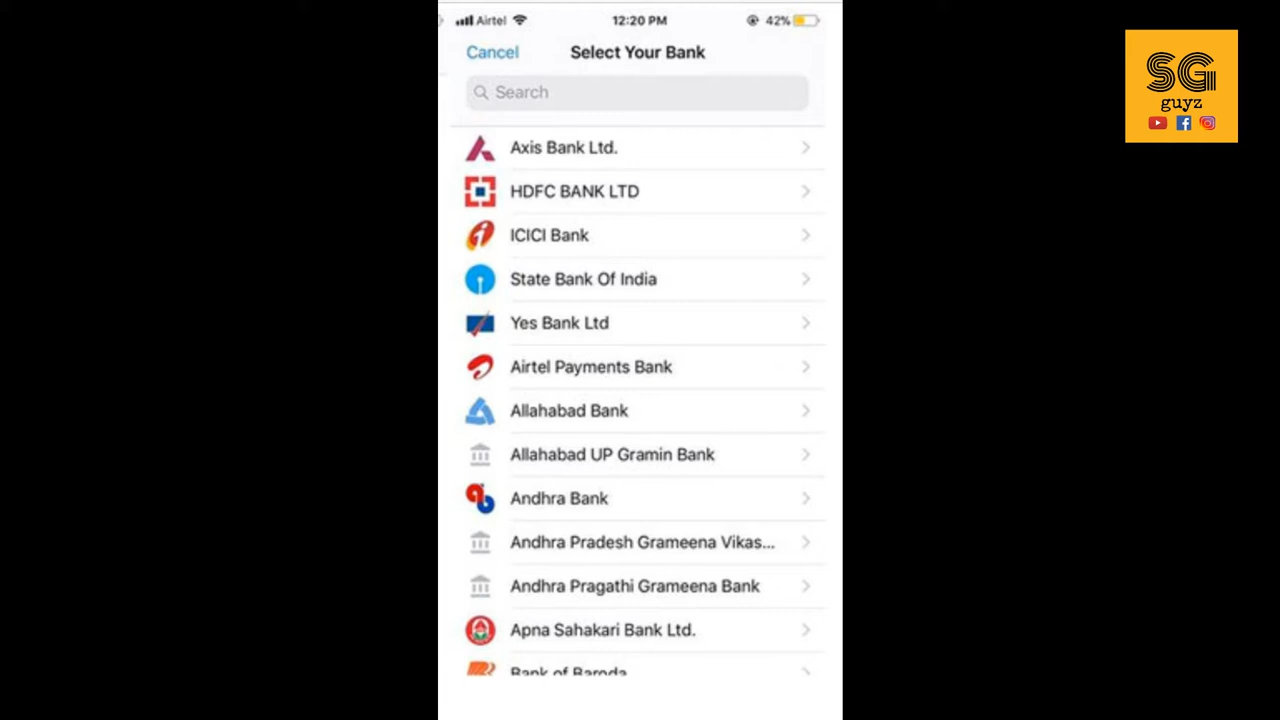 Airtel 12:20 PM 42%
Cancel Select Your Bank
Search
Axis Bank Ltd.
HDFC BANK LTD
ICICI Bank
State Bank Of India
Yes Bank Ltd
Airtel Payments Bank
Allahabad Bank
Allahabad UP Gramin Bank
Andhra Bank
Andhra Pradesh Grameena Vikas...
Andhra Pragathi Grameena Bank
Apna Sahakari Bank Ltd.
Bank of Baroda
SG
guyz